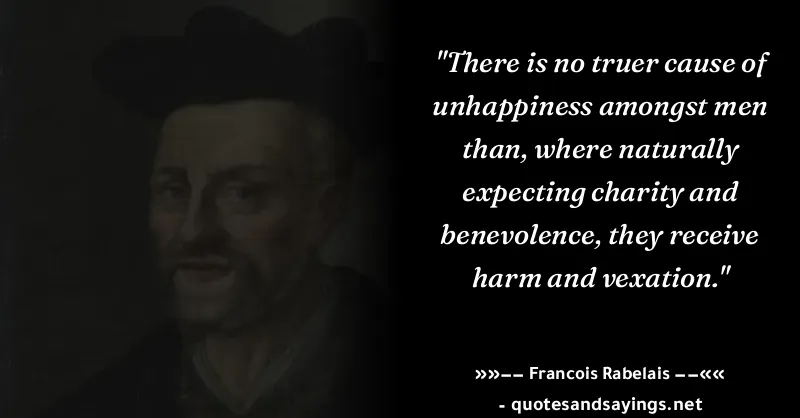 "There is no truer cause of
unhappiness amongst men
than, where naturally
expecting charity and
benevolence, they receive
harm and vexation."
»»−− Francois Rabelais −−««
- quotesandsayings.net